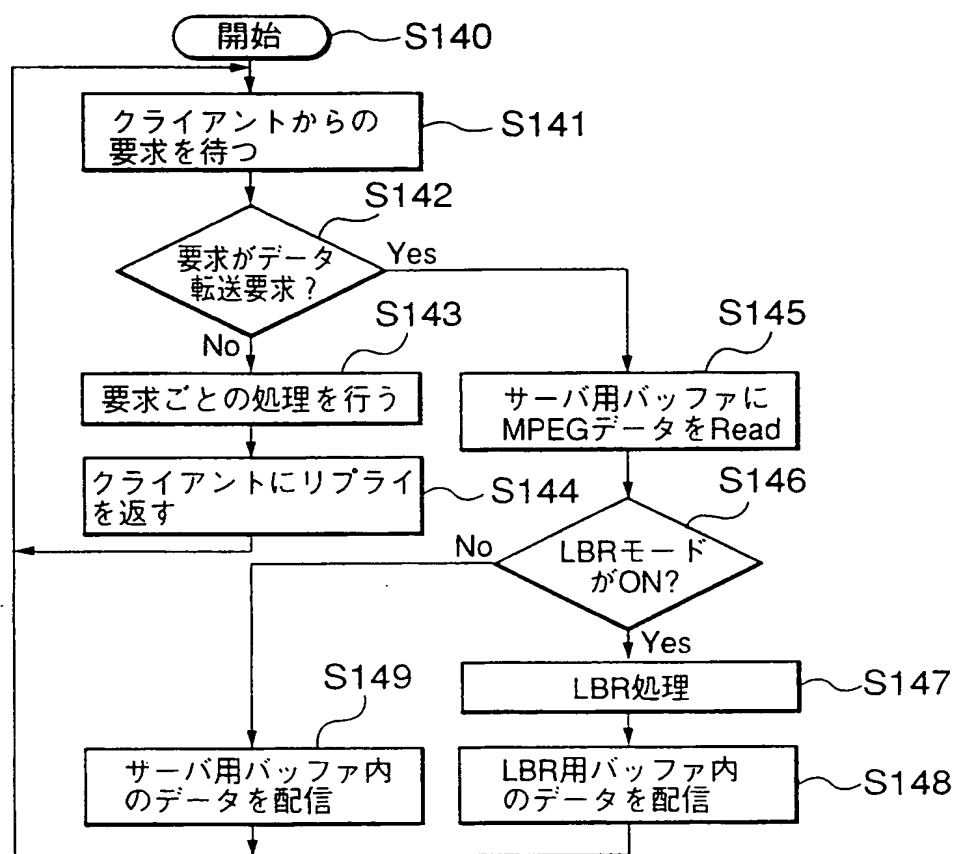 開始
S140
クライアントからの
要求を待つ
S141
S142
要求がデータ
転送要求？
Yes
No
S143
要求ごとの処理を行う
S145
サーバ用バッファに
MPEGデータをRead
クライアントにリプライ
を返す
S144
S146
LBRモード
がON?
No
Yes
S147
LBR処理
S149
サーバ用バッファ内
のデータを配信
LBR用バッファ内
のデータを配信
S148